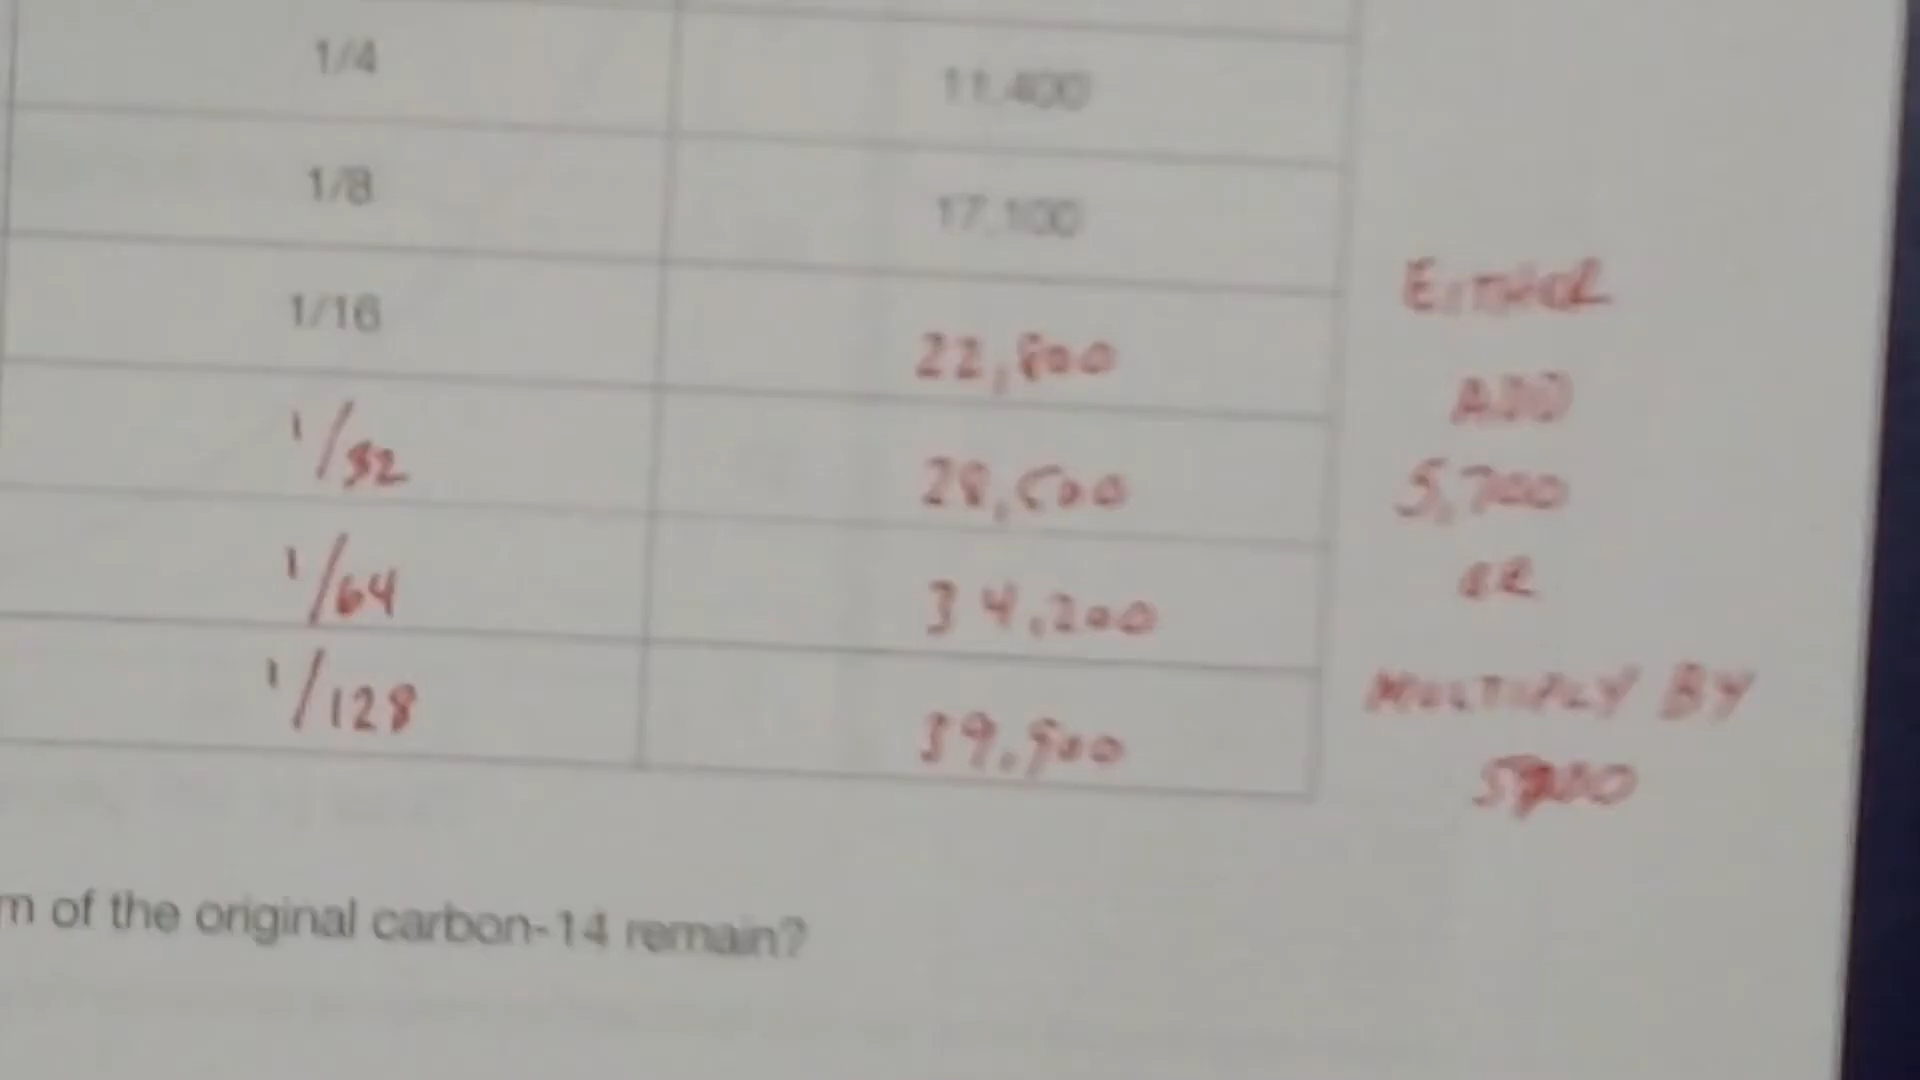 1/4 11,400
1/8 17,100
1/16 22,800
1/32 28,500
1/64 34,200
1/128 39,900
EITHER
ADD
5,700
OR
MULTIPLY BY
5700
m of the original carbon-14 remain?